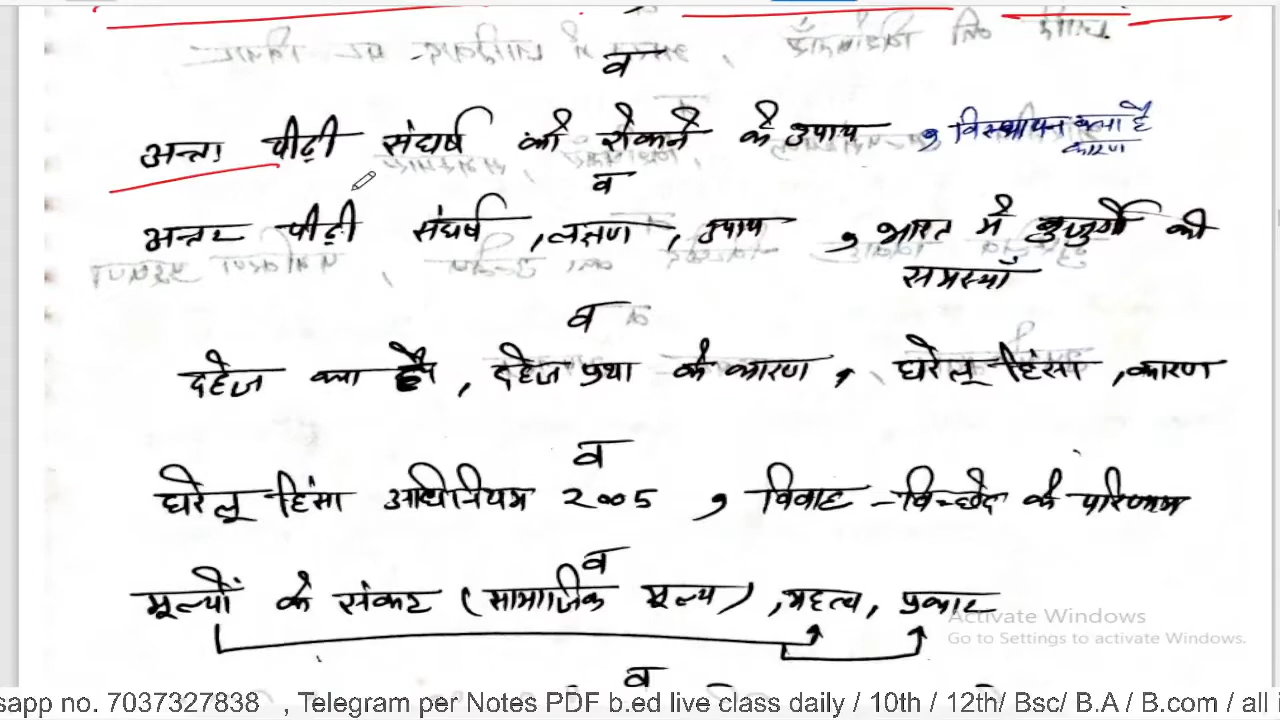 व
अन्तः पीढ़ी संघर्ष को रोकने के उपाय , विस्थापन क्या है
कारण
व
अन्तर पीढ़ी संघर्ष , लक्षण , उपाय , भारत में बुजुर्गो की
समस्याँ
व
दहेज क्या है , दहेज प्रथा के कारण , घरेलू हिंसा , कारण
व
घरेलू हिंसा अधिनियम 2005 , विवाह - विच्छेद के परिणाम
व
मूल्यों के संकट (सामाजिक मूल्य) , महत्व , प्रकार
Activate Windows
Go to Settings to activate Windows.
व
sapp no. 7037327838 , Telegram per Notes PDF b.ed live class daily / 10th / 12th/ Bsc/ B.A / B.com / all